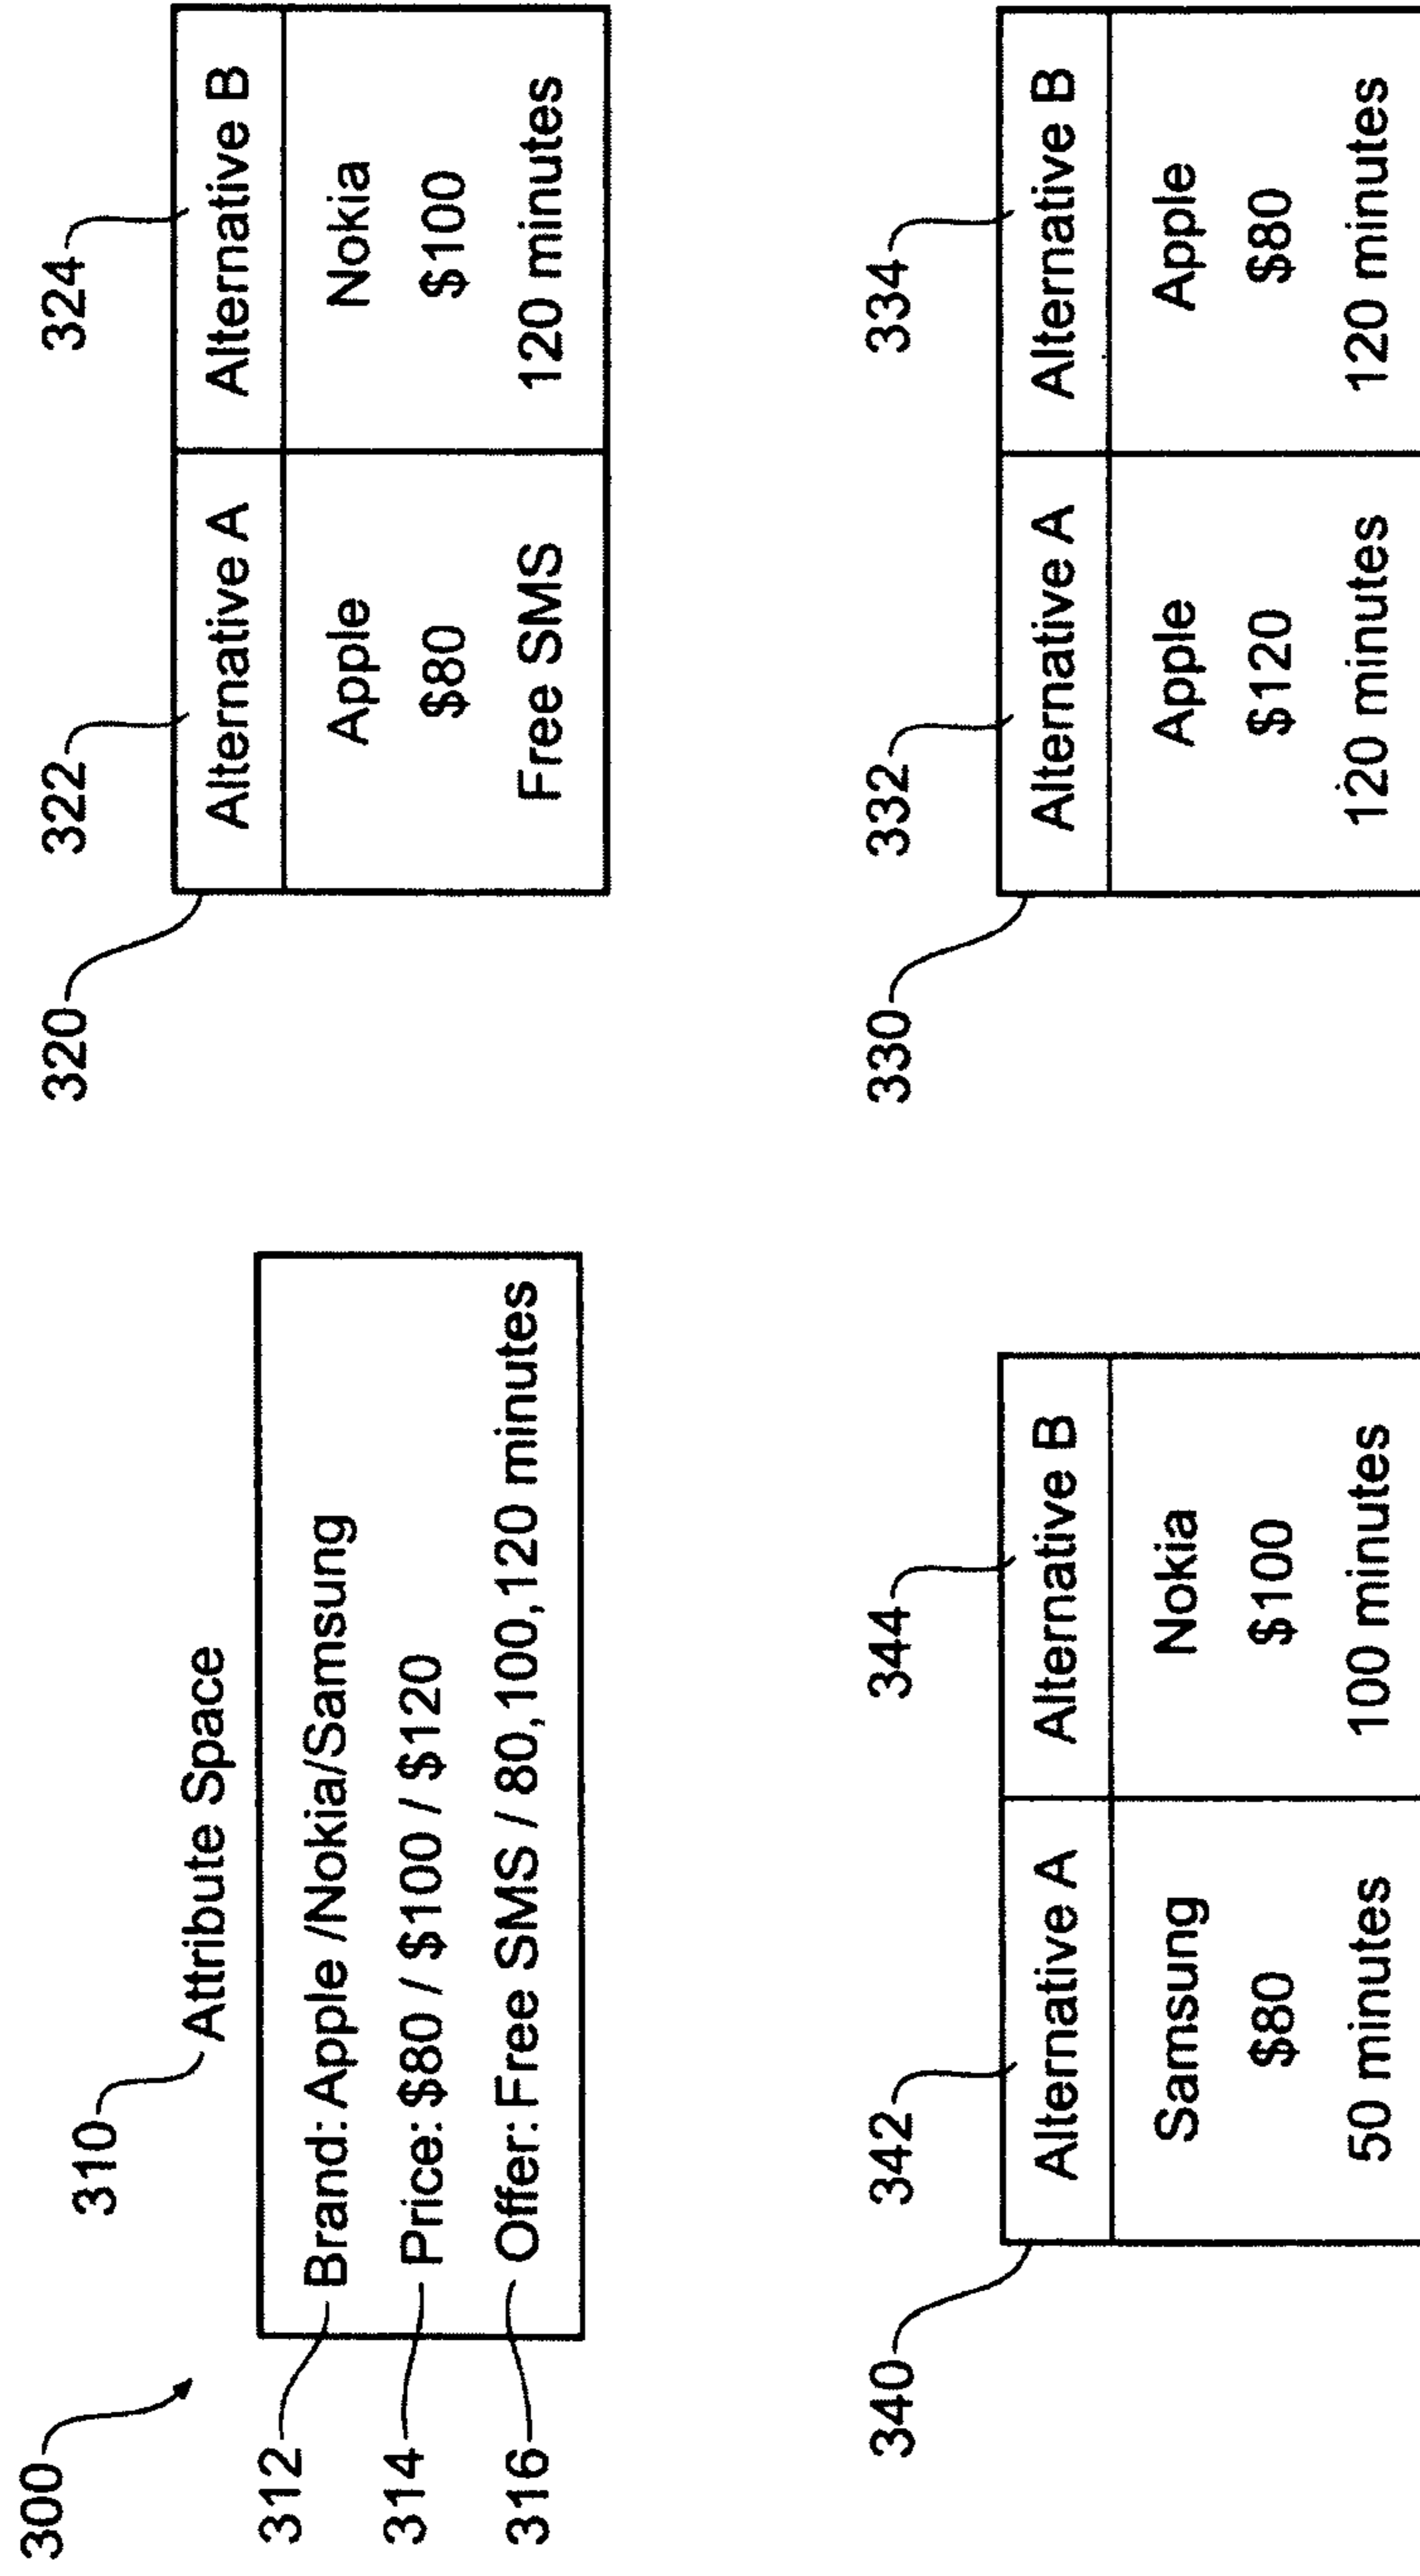 300
310
Attribute Space
312
Brand: Apple /Nokia/Samsung
314
Price: $80 / $100 / $120
316
Offer: Free SMS / 80,100,120 minutes
320
322
324
Alternative A
Alternative B
Apple
Nokia
$80
$100
Free SMS
120 minutes
340
342
344
Alternative A
Alternative B
Samsung
Nokia
$80
$100
50 minutes
100 minutes
330
332
334
Alternative A
Alternative B
Apple
Apple
$120
$80
120 minutes
120 minutes